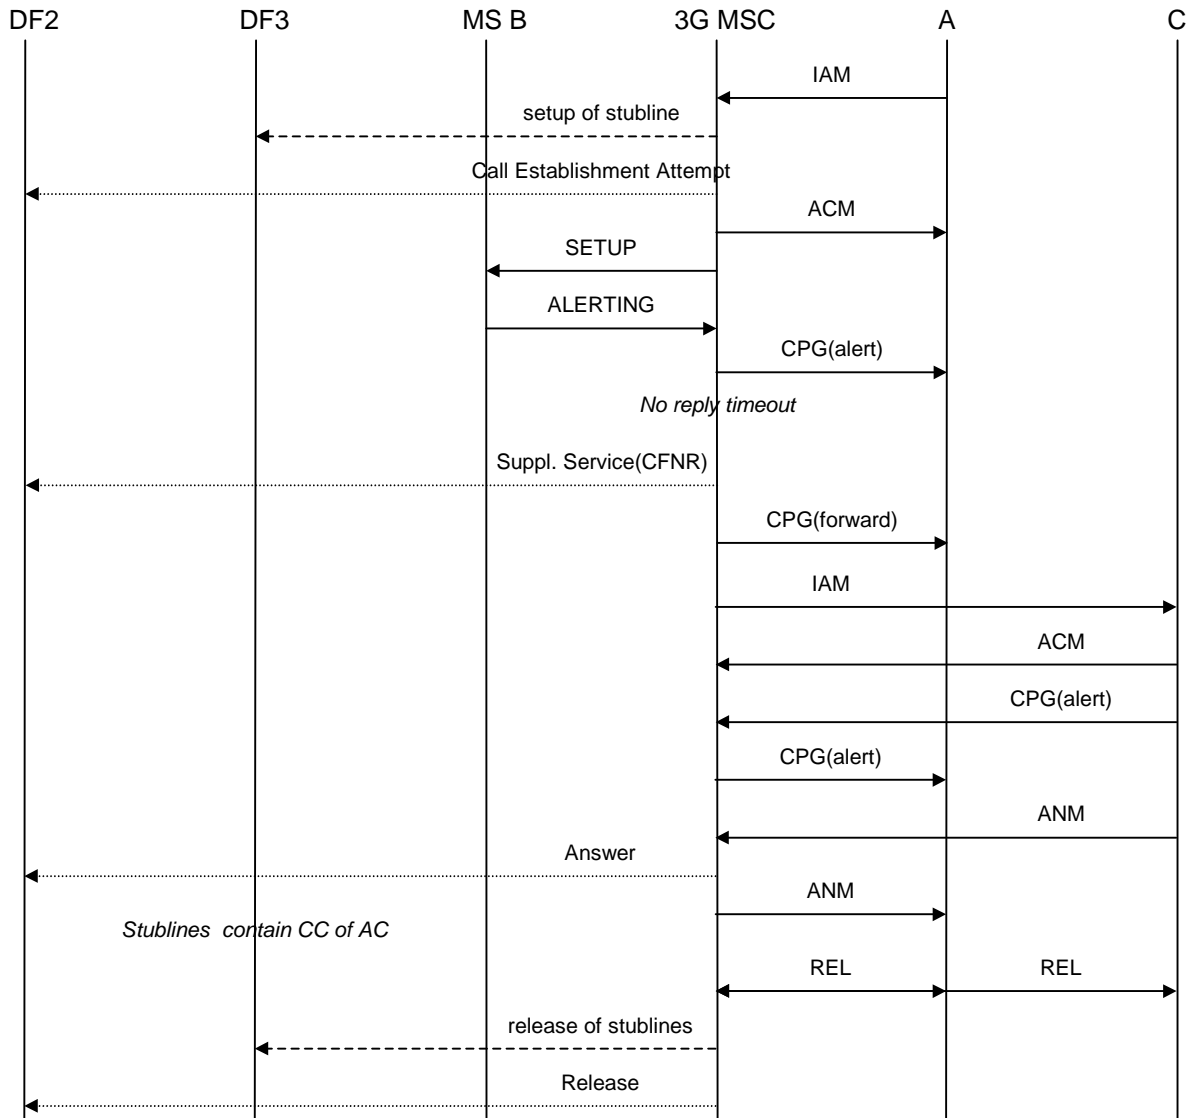 DF2 DF3 MS B 3G MSC A C
IAM
setup of stubline
Call Establishment Attempt
ACM
SETUP
ALERTING
CPG(alert)
No reply timeout
Suppl. Service(CFNR)
CPG(forward)
IAM
ACM
CPG(alert)
CPG(alert)
ANM
Answer
ANM
Stublines contain CC of AC
REL REL
release of stublines
Release